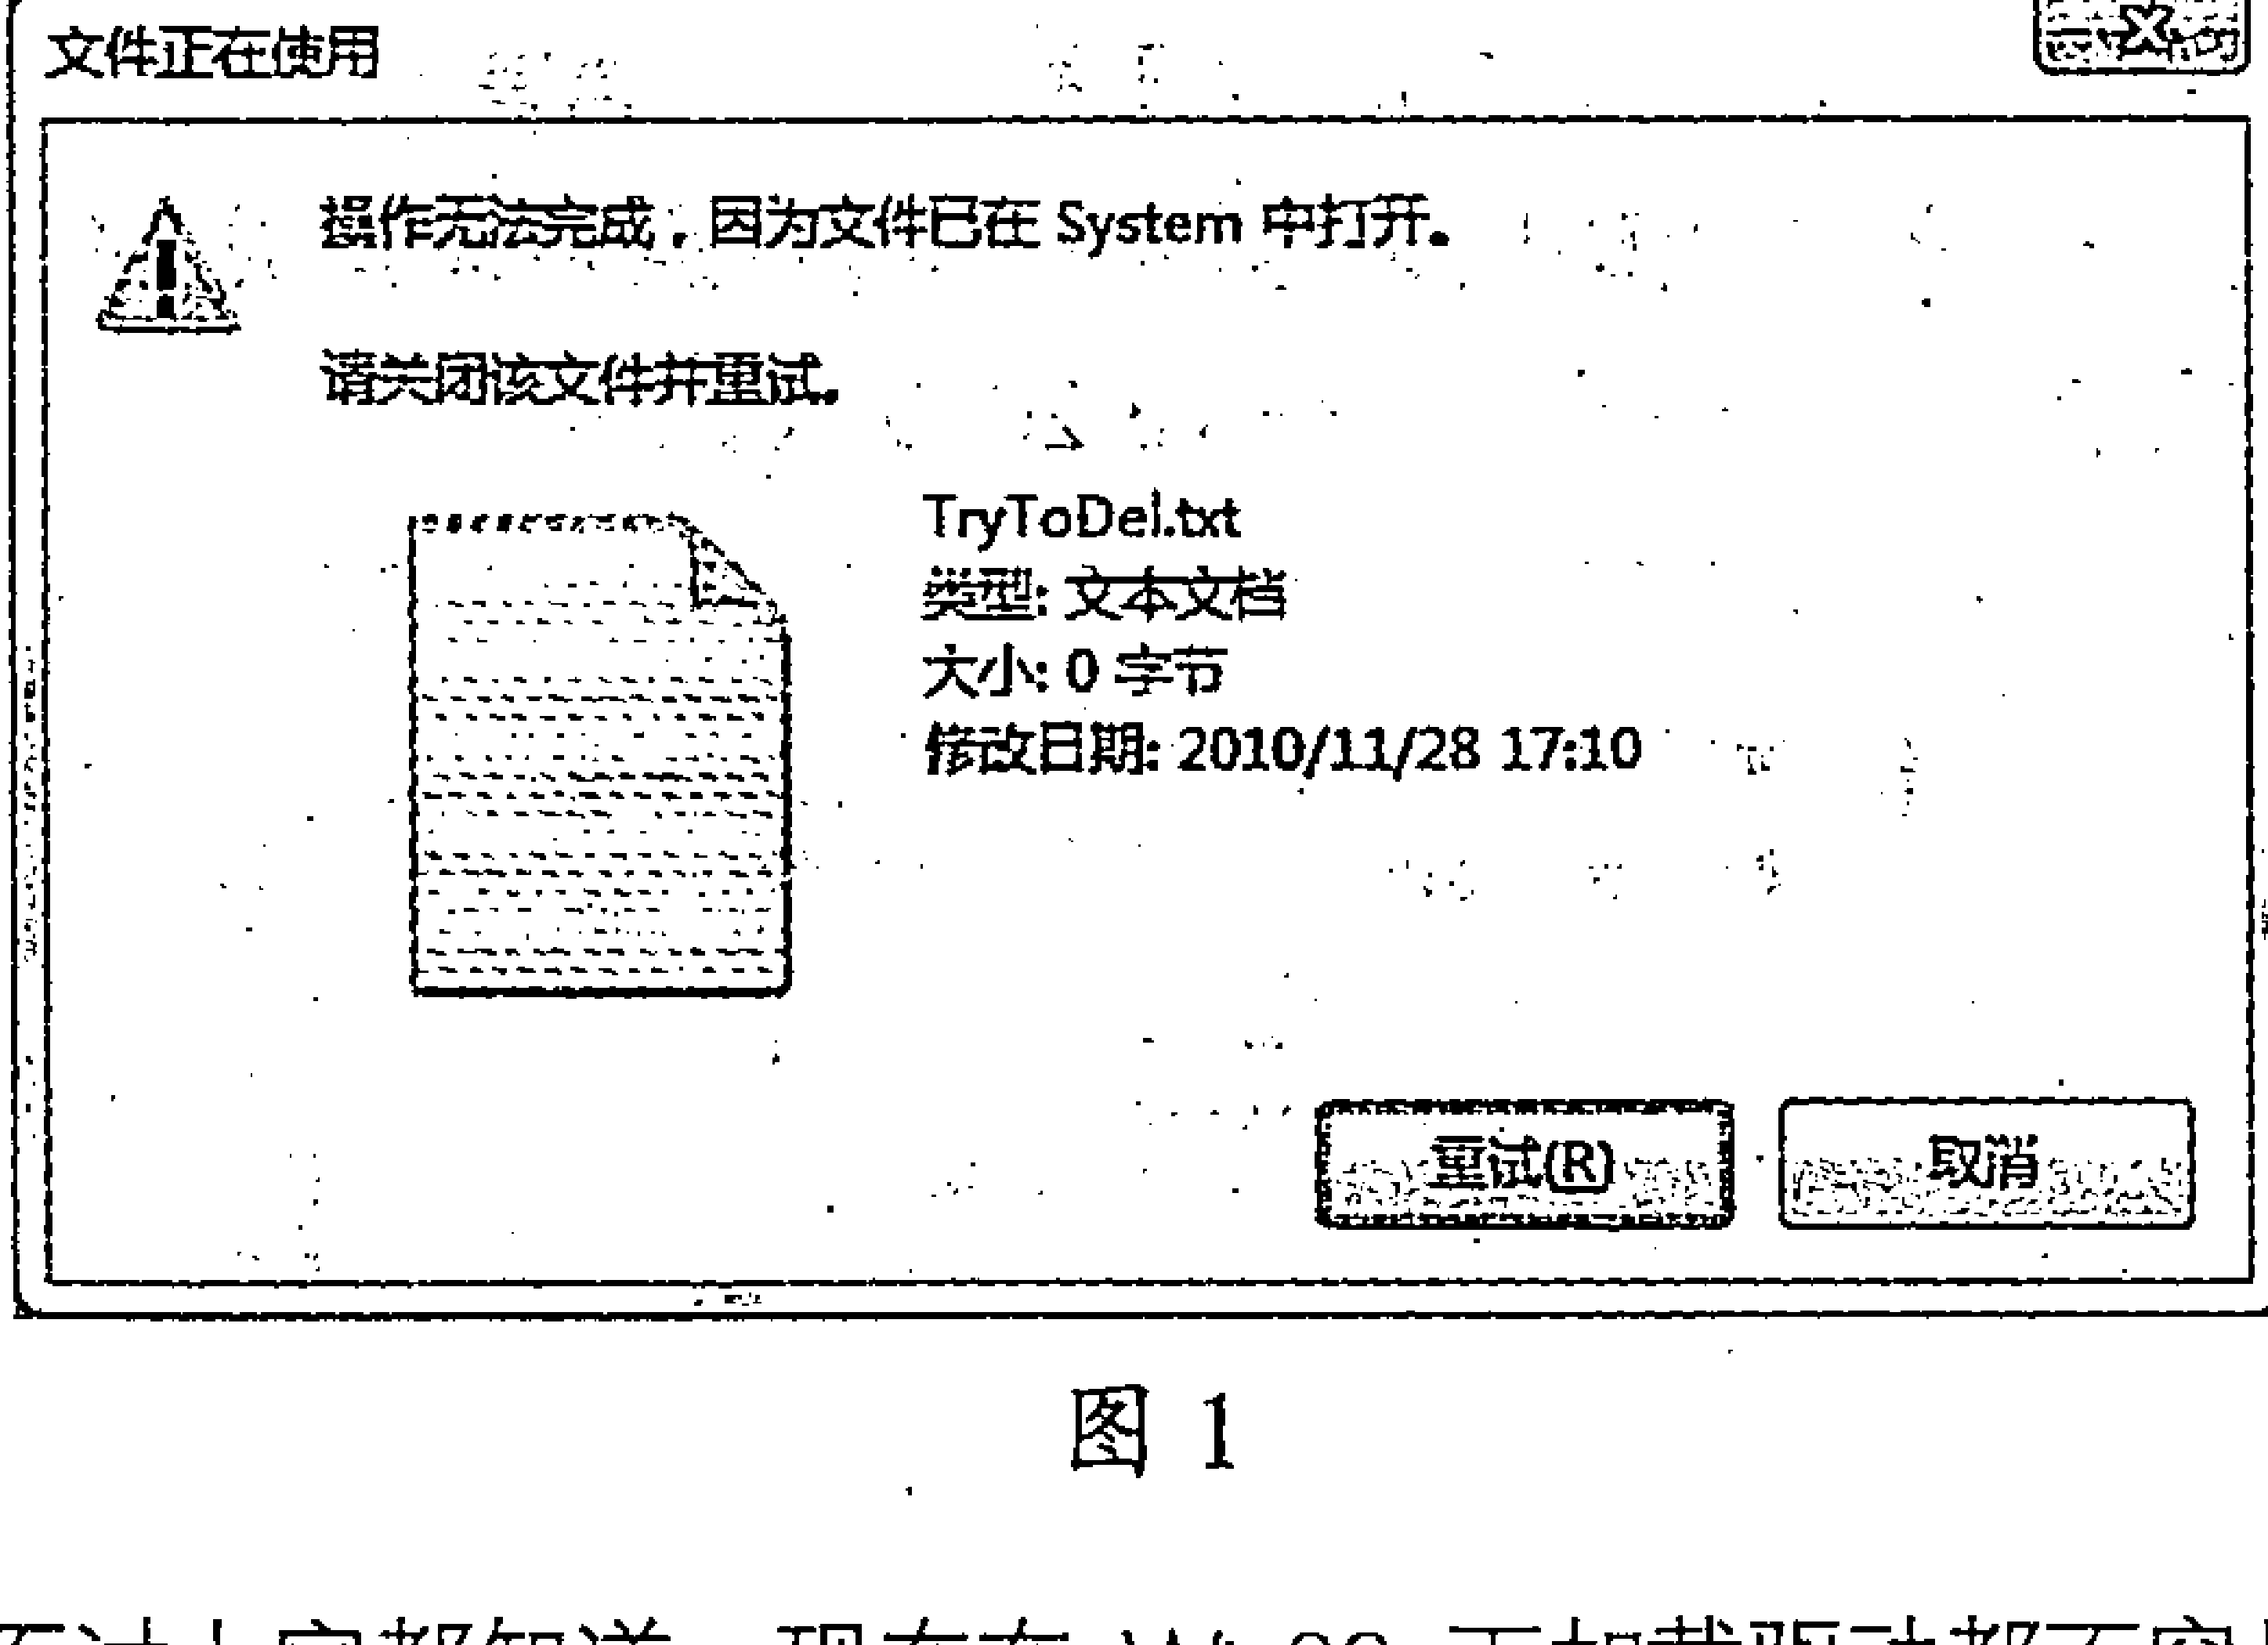 文件正在使用
操作无法完成，因为文件已在 System 中打开。
请关闭该文件并重试。
TryToDel.txt
类型: 文本文档
大小: 0 字节
修改日期: 2010/11/28 17:10
重试(R)
取消
图 1